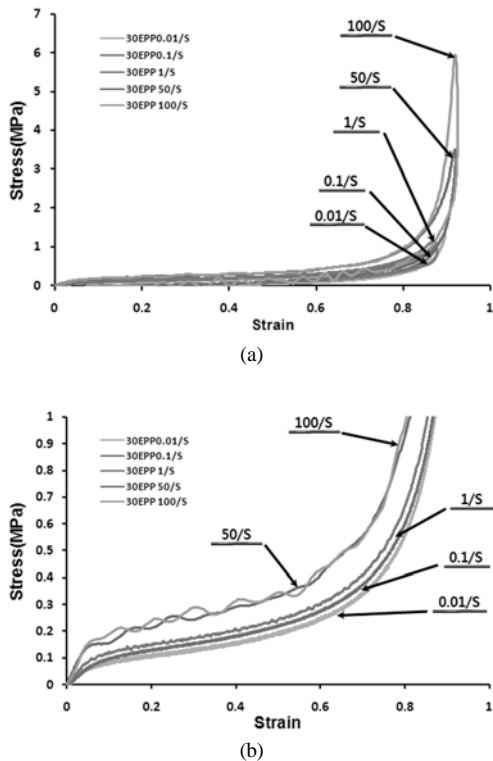 7
6
5
4
3
2
1
0
Stress(MPa)
30EPP0.01/S
30EPP0.1/S
30EPP 1/S
30EPP 50/S
30EPP 100/S
100/S
50/S
1/S
0.1/S
0.01/S
0 0.2 0.4 0.6 0.8 1
Strain
(a)
1
0.9
0.8
0.7
0.6
0.5
0.4
0.3
0.2
0.1
0
Stress(MPa)
30EPP0.01/S
30EPP0.1/S
30EPP 1/S
30EPP 50/S
30EPP 100/S
100/S
50/S
1/S
0.1/S
0.01/S
0 0.2 0.4 0.6 0.8 1
Strain
(b)